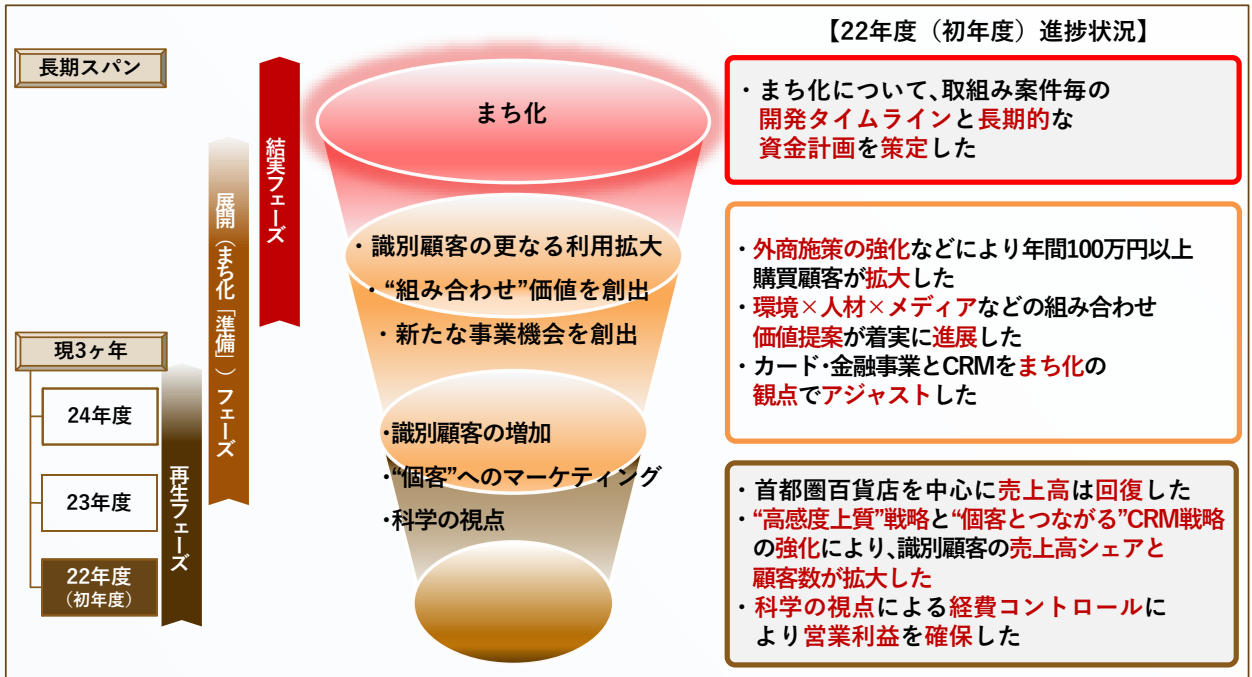 【22年度（初年度）進捗状況】
長期スパン
現3ヶ年
24年度
23年度
22年度
（初年度）
再生フェーズ
展開（まち化「準備」）フェーズ
結実フェーズ
まち化
・識別顧客の更なる利用拡大
・“組み合わせ”価値を創出
・新たな事業機会を創出
・識別顧客の増加
・“個客”へのマーケティング
・科学の視点
・まち化について、取組み案件毎の
開発タイムラインと長期的な
資金計画を策定した
・外商施策の強化などにより年間100万円以上
購買顧客が拡大した
・環境×人材×メディアなどの組み合わせ
価値提案が着実に進展した
・カード・金融事業とCRMをまち化の
観点でアジャストした
・首都圏百貨店を中心に売上高は回復した
・“高感度上質”戦略と“個客とつながる”CRM戦略
の強化により、識別顧客の売上高シェアと
顧客数が拡大した
・科学の視点による経費コントロールに
より営業利益を確保した